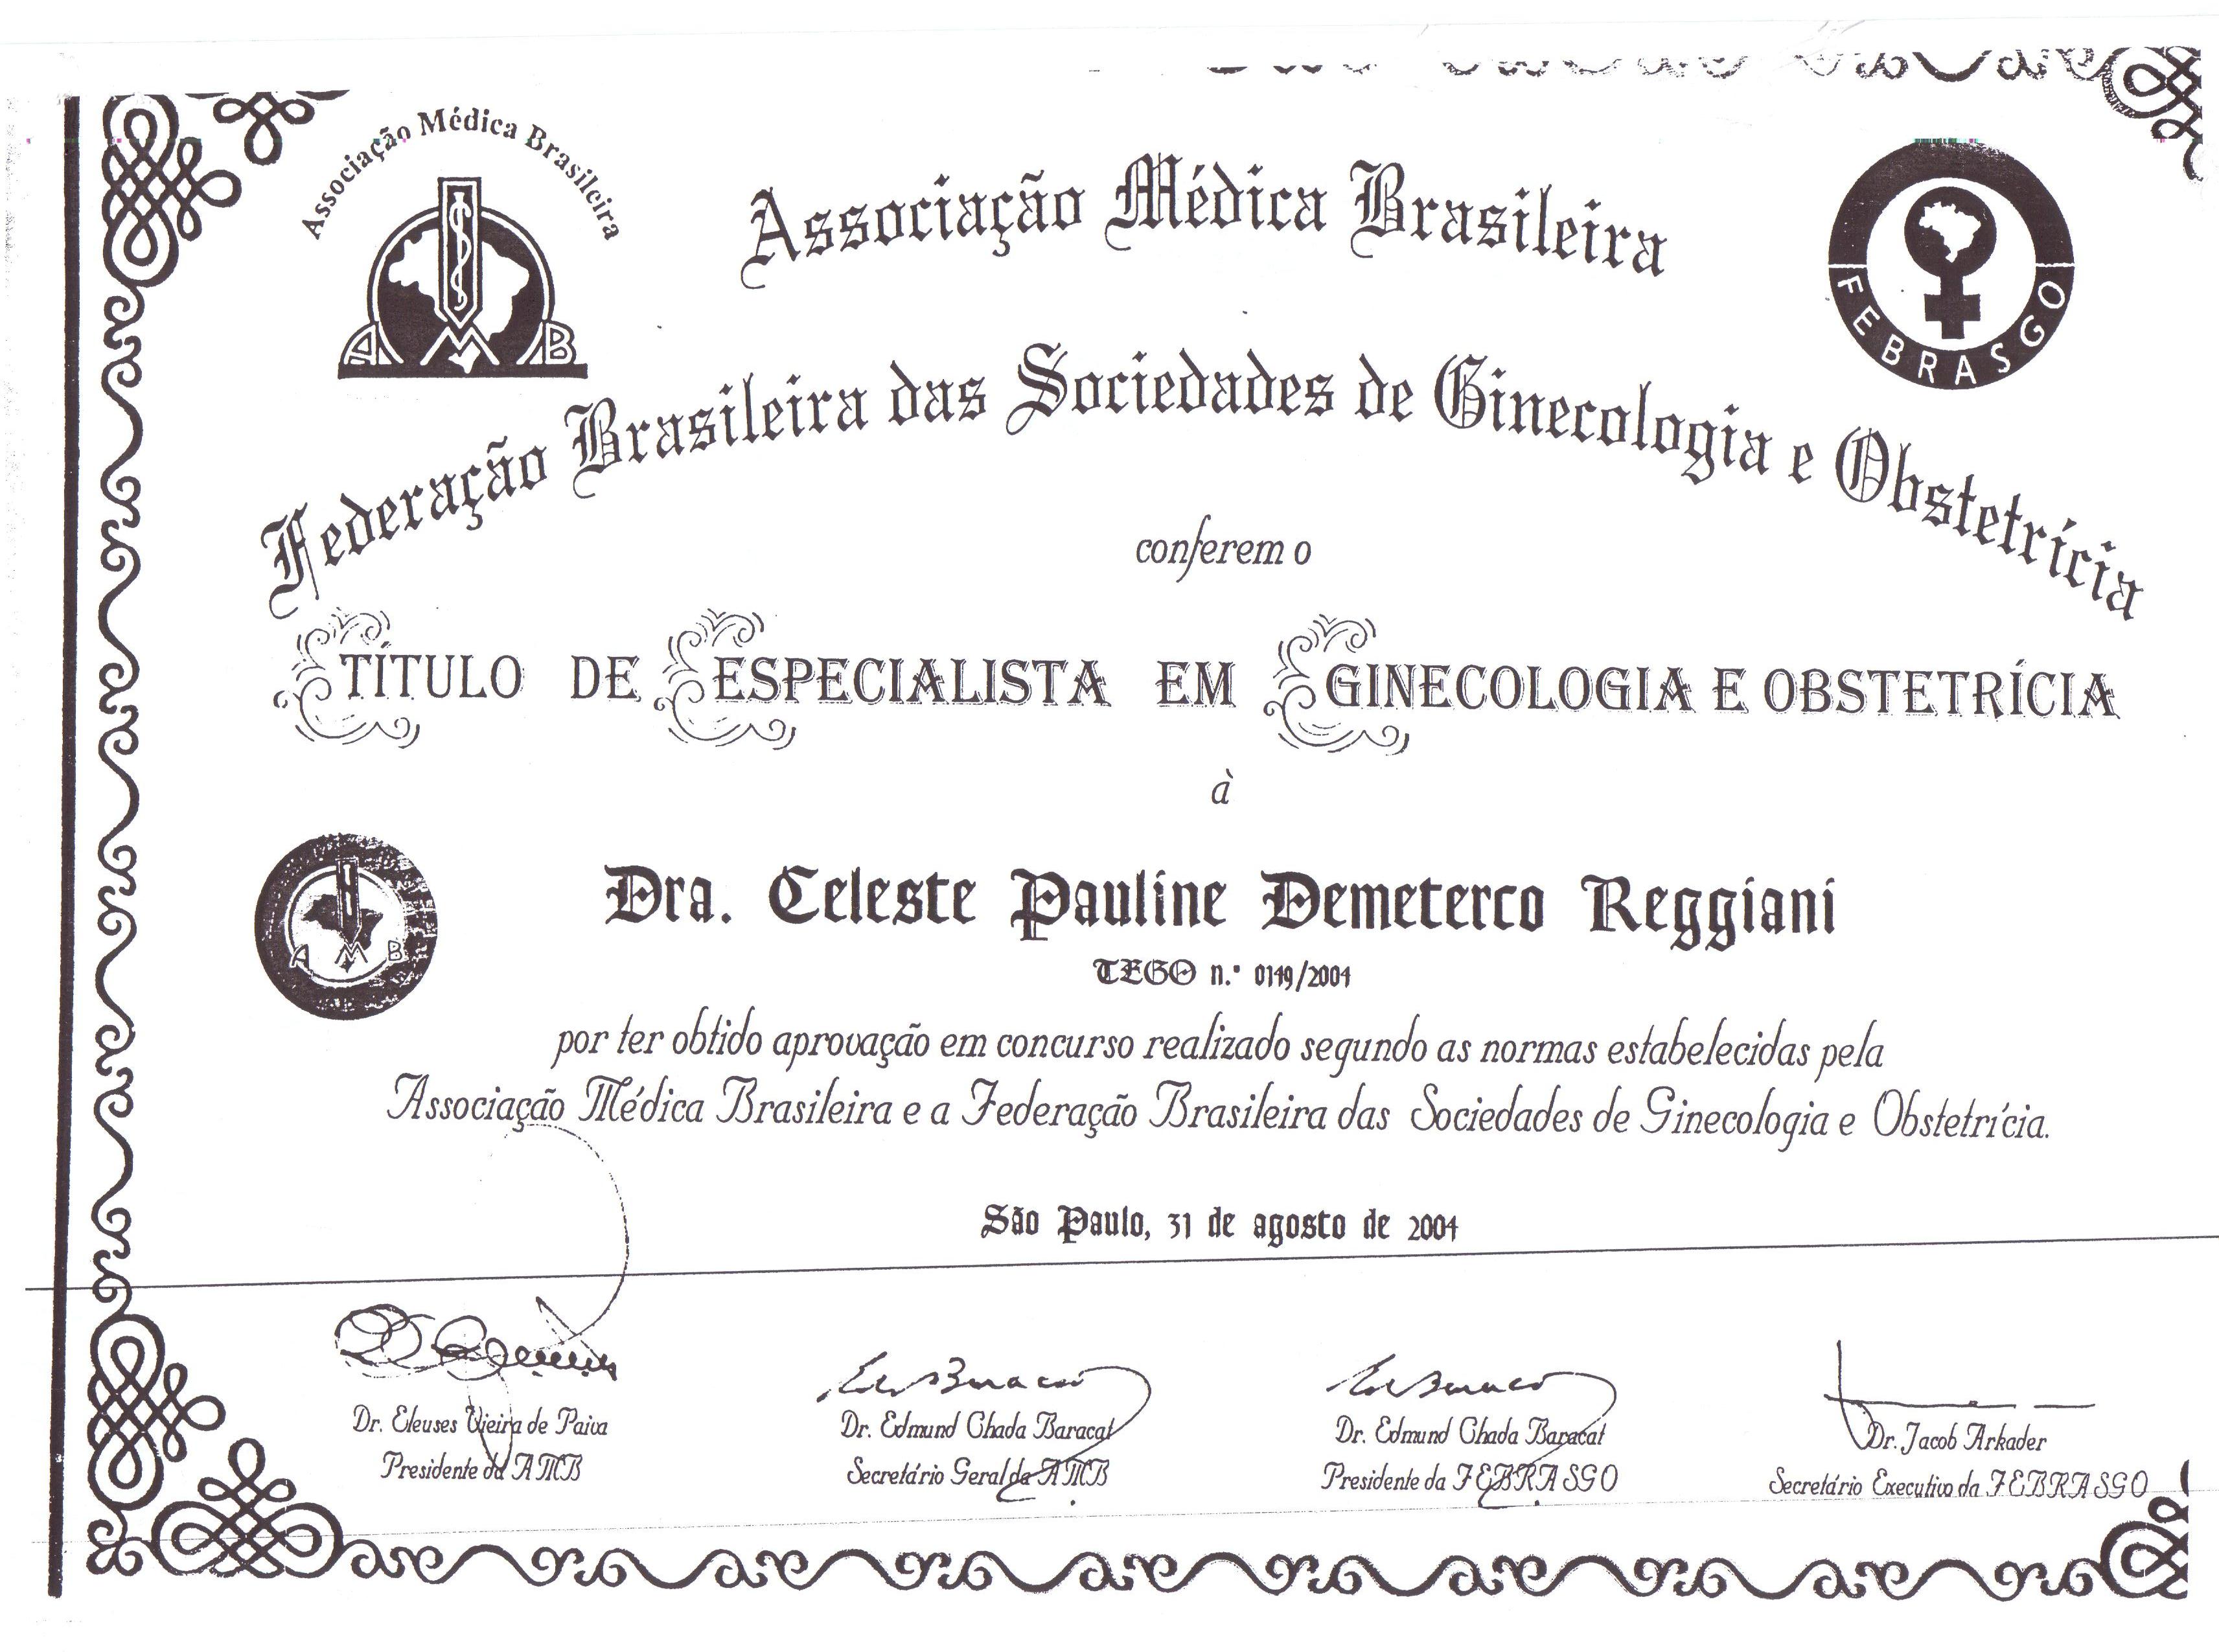 Associação Médica Brasileira
AMB
Associação Médica Brasileira
FEBRASGO
Federação Brasileira das Sociedades de Ginecologia e Obstetrícia
conferem o
TÍTULO DE ESPECIALISTA EM GINECOLOGIA E OBSTETRÍCIA
à
AMB
Dra. Celeste Pauline Demeterco Reggiani
TEGO n.º 0149/2004
por ter obtido aprovação em concurso realizado segundo as normas estabelecidas pela
Associação Médica Brasileira e a Federação Brasileira das Sociedades de Ginecologia e Obstetrícia.
São Paulo, 31 de agosto de 2004
Dr. Eleuses Vieira de Paiva
Presidente da AMB
Dr. Edmund Chada Baracat
Secretário Geral da AMB
Dr. Edmund Chada Baracat
Presidente da FEBRASGO
Dr. Jacob Arkader
Secretário Executivo da FEBRASGO